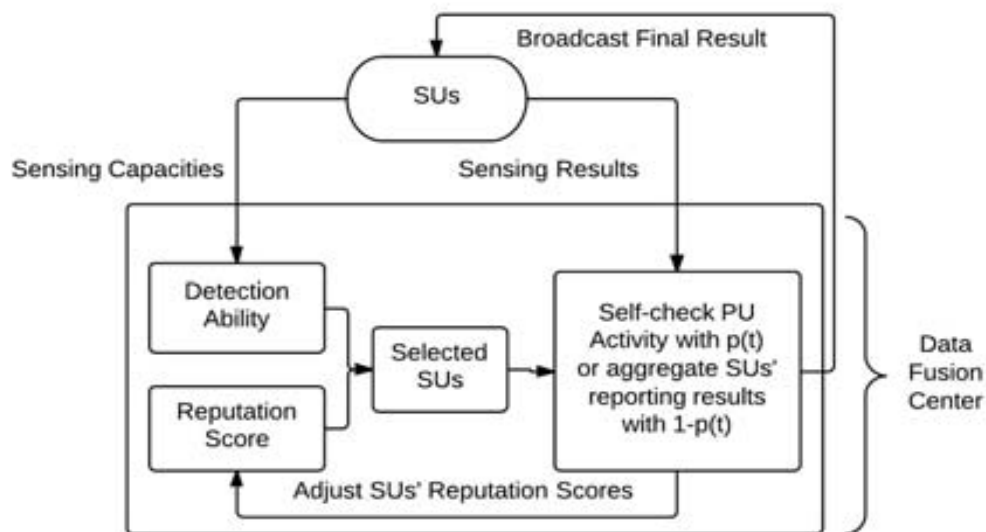 Broadcast Final Result
SUs
Sensing Capacities
Sensing Results
Detection
Ability
Reputation
Score
Selected
SUs
Self-check PU
Activity with p(t)
or aggregate SUs'
reporting results
with 1-p(t)
Data
Fusion
Center
Adjust SUs' Reputation Scores